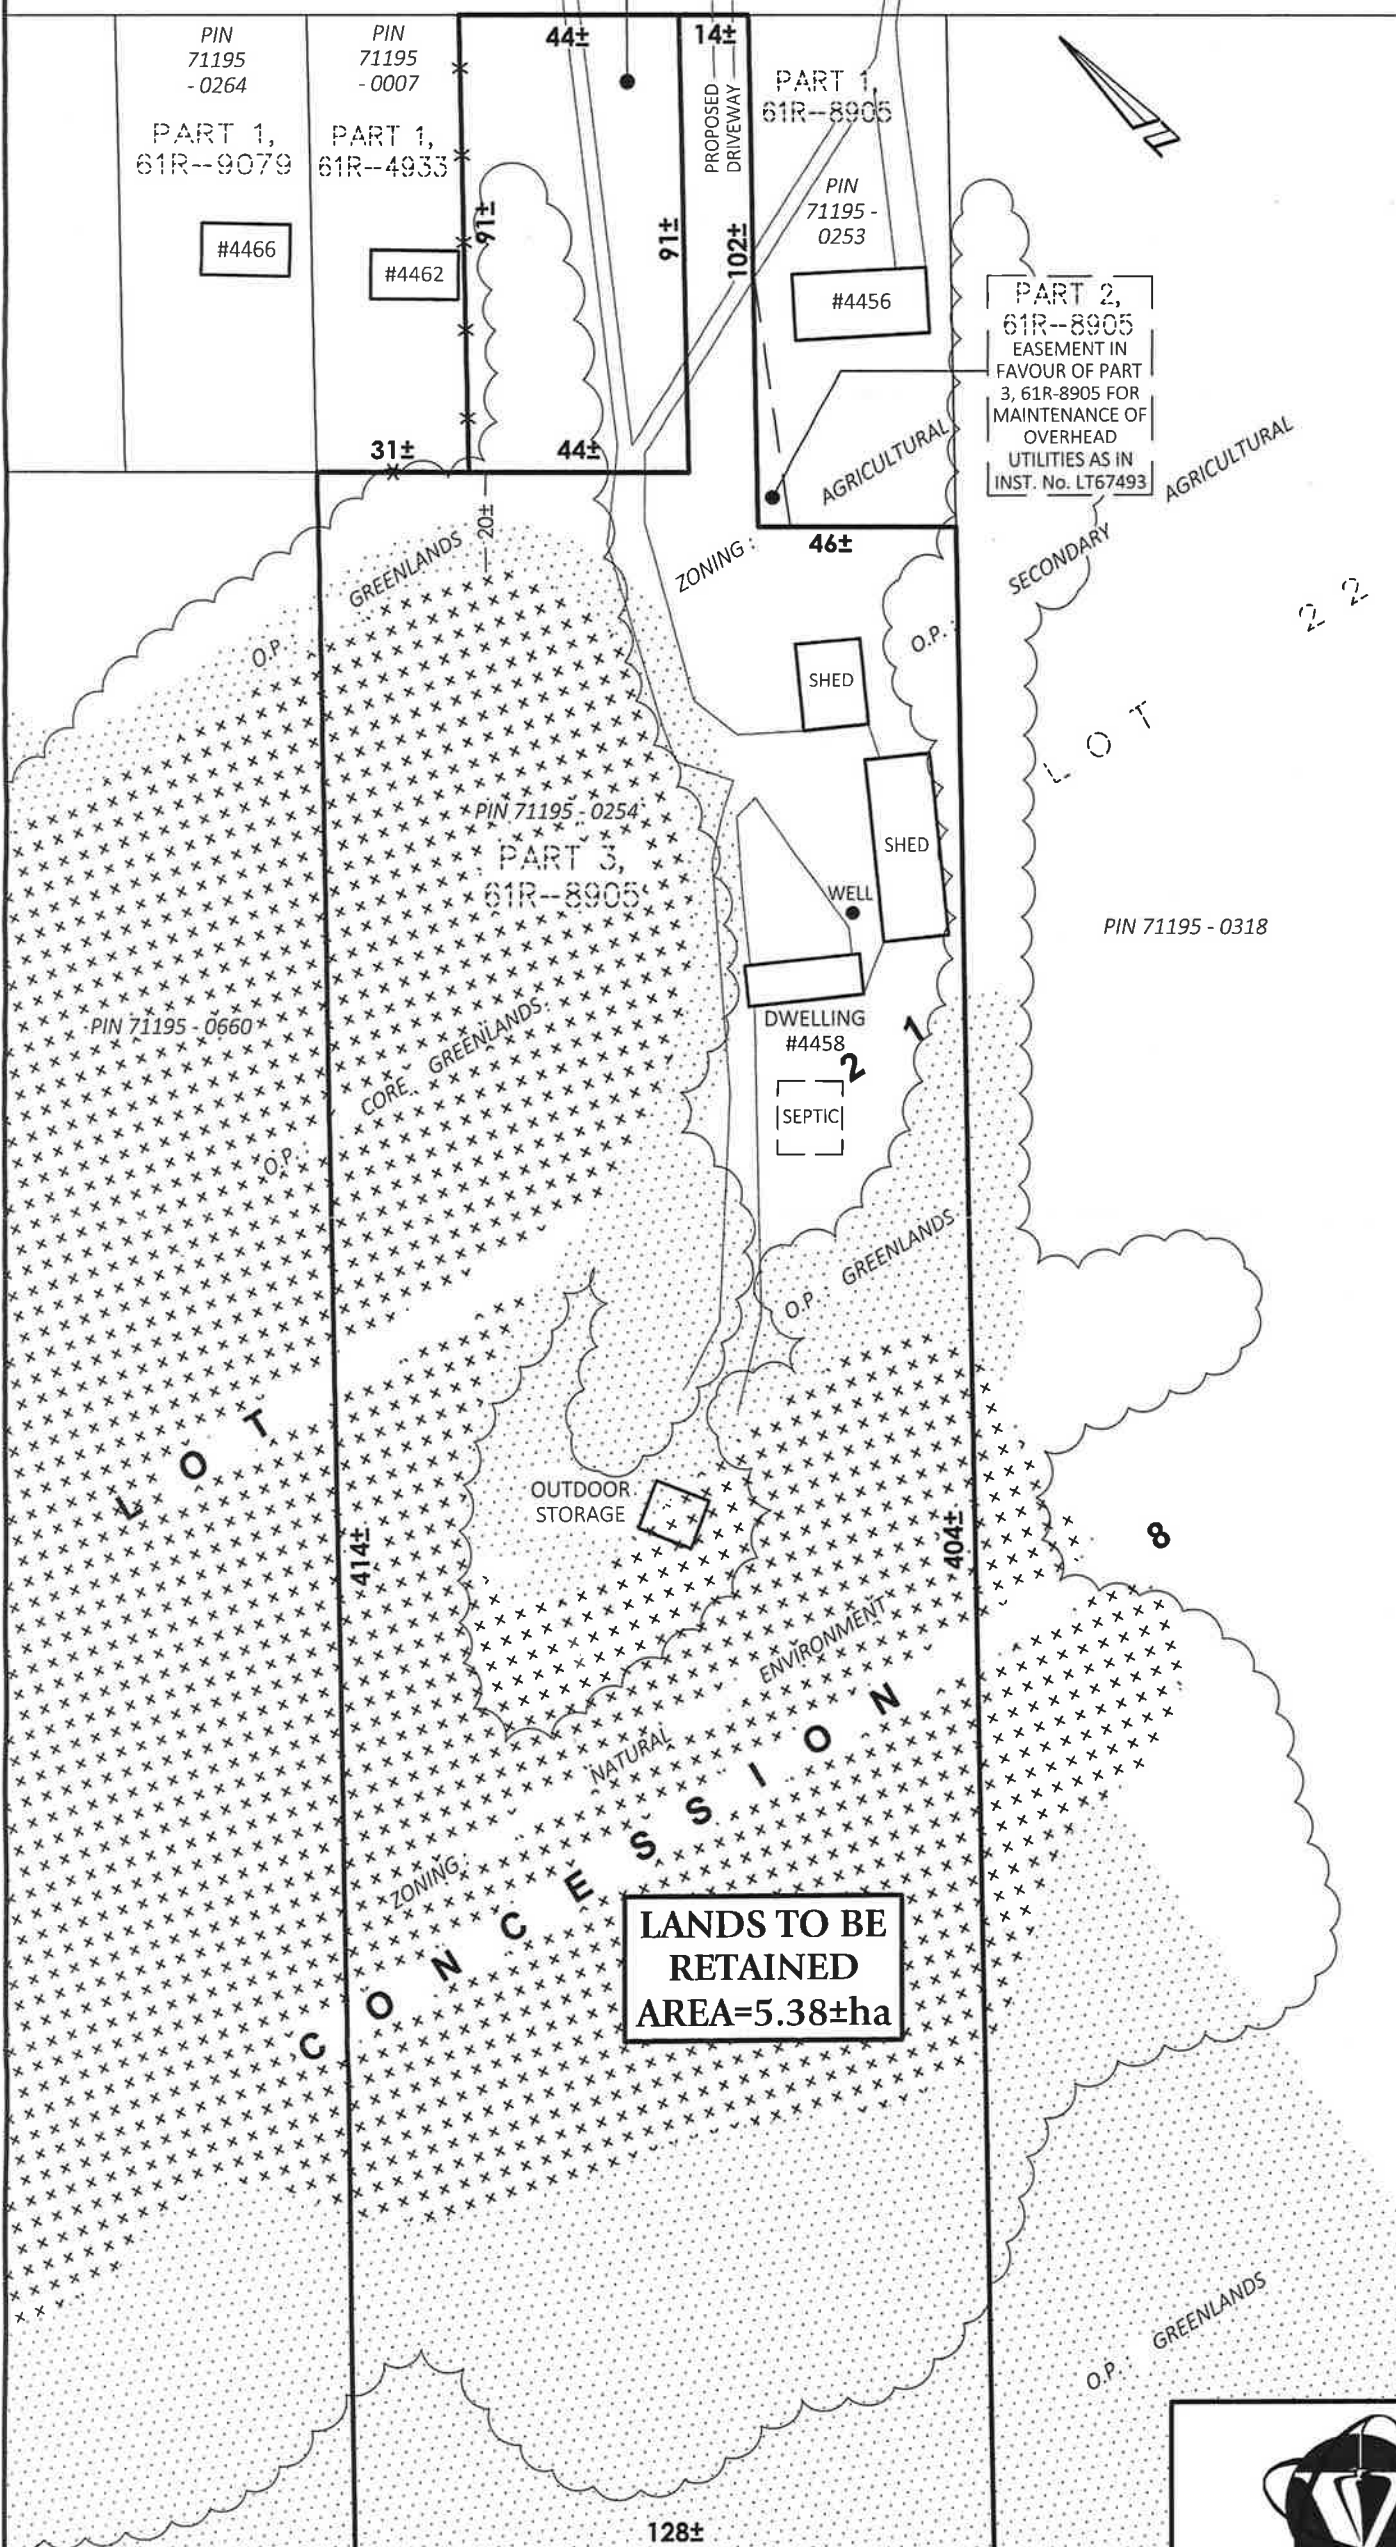 PIN
71195
- 0264
PART 1,
61R--9079
#4466
PIN
71195
- 0007
PART 1,
61R--4933
#4462
44±
14±
91±
91±
102±
PROPOSED
DRIVEWAY
PART 1,
61R--8905
PIN
71195 -
0253
#4456
PART 2,
61R--8905
EASEMENT IN
FAVOUR OF PART
3, 61R-8905 FOR
MAINTENANCE OF
OVERHEAD
UTILITIES AS IN
INST. No. LT67493
31±
44±
20±
46±
ZONING : AGRICULTURAL
O.P. : SECONDARY AGRICULTURAL
O.P. : GREENLANDS
LOT 22
SHED
SHED
PIN 71195 - 0254
PART 3,
61R--8905
WELL
PIN 71195 - 0318
PIN 71195 - 0660
DWELLING
#4458
SEPTIC
O.P. : CORE GREENLANDS
O.P. : GREENLANDS
LOT 21
OUTDOOR
STORAGE
414±
404±
ZONING : NATURAL ENVIRONMENT
CONCESSION 8
LANDS TO BE
RETAINED
AREA=5.38±ha
O.P. : GREENLANDS
128±